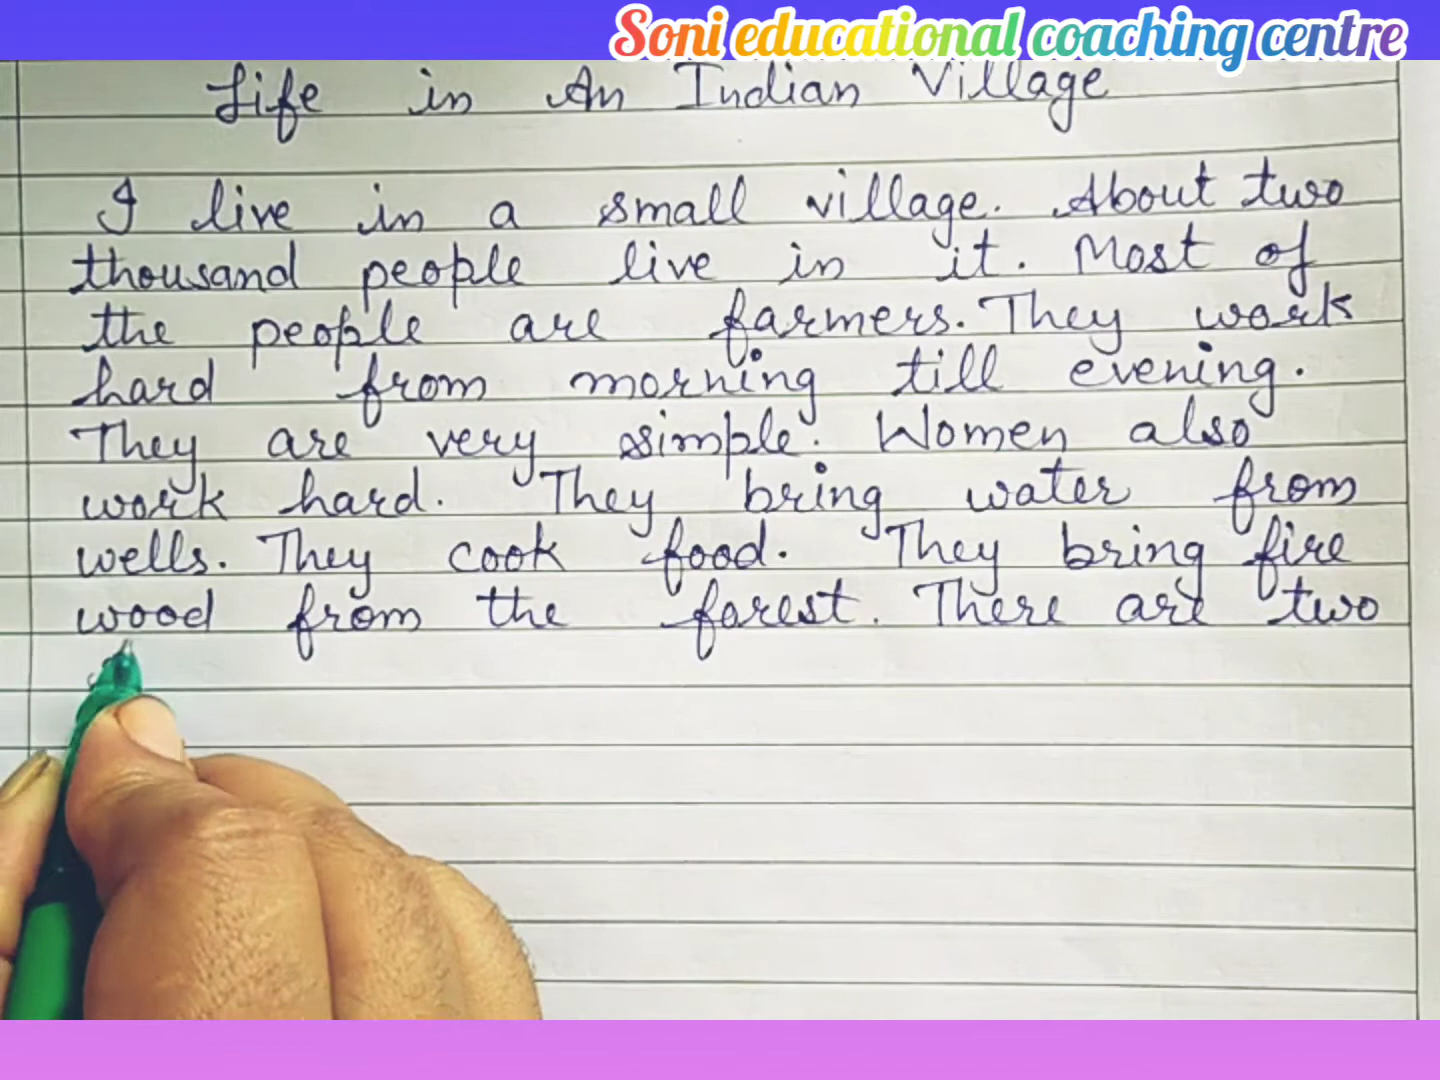 Soni educational coaching centre
Life in An Indian Village
I live in a small village. About two
thousand people live in it. Most of
the people are farmers. They work
hard from morning till evening.
They are very simple. Women also
work hard. They bring water from
wells. They cook food. They bring fire
wood from the forest. There are two